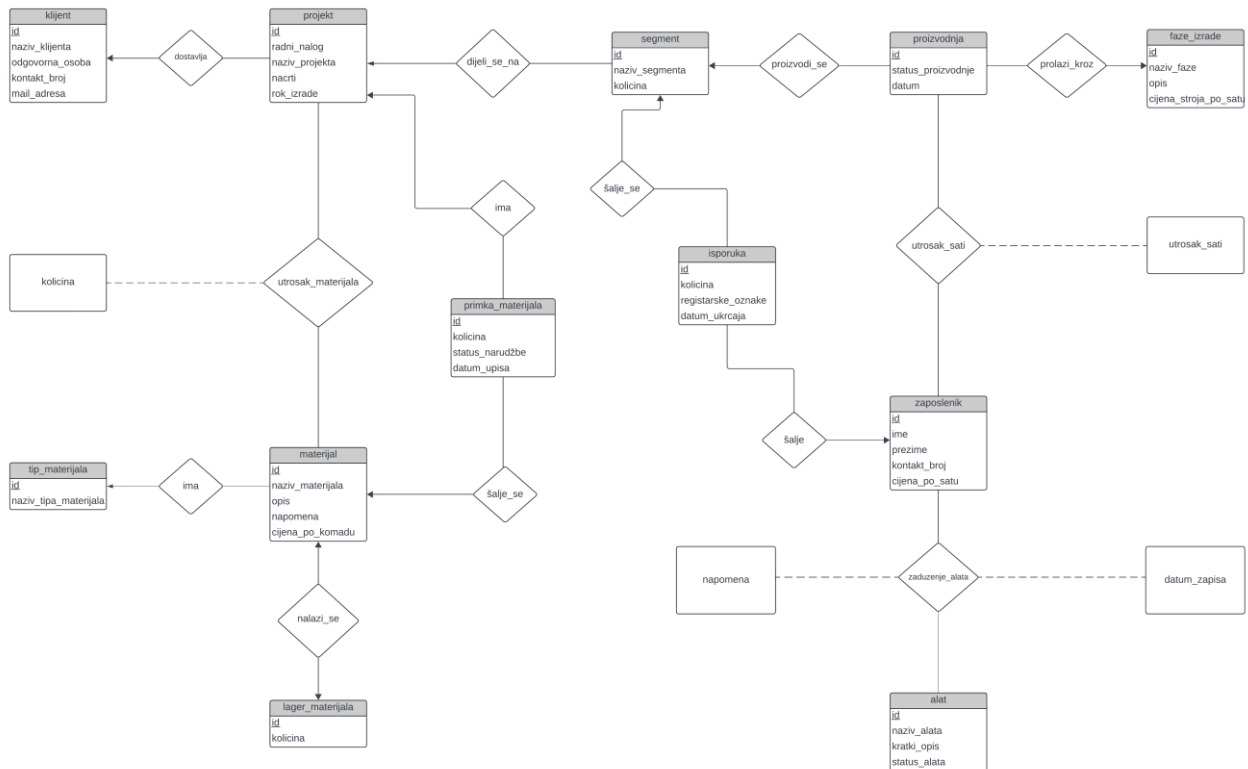 klijent
id
naziv_klijenta
odgovorna_osoba
kontakt_broj
mail_adresa
dostavlja
projekt
id
radni_nalog
naziv_projekta
nacrti
rok_izrade
dijeli_se_na
segment
id
naziv_segmenta
kolicina
proizvodi_se
proizvodnja
id
status_proizvodnje
datum
prolazi_kroz
faze_izrade
id
naziv_faze
opis
cijena_stroja_po_satu
šalje_se
ima
utrosak_sati
utrosak_sati
isporuka
id
kolicina
registarske_oznake
datum_ukrcaja
kolicina
utrosak_materijala
primka_materijala
id
kolicina
status_narudžbe
datum_upisa
zaposlenik
id
ime
prezime
kontakt_broj
cijena_po_satu
šalje
tip_materijala
id
naziv_tipa_materijala
ima
materijal
id
naziv_materijala
opis
napomena
cijena_po_komadu
šalje_se
napomena
zaduzenje_alata
datum_zapisa
nalazi_se
lager_materijala
id
kolicina
alat
id
naziv_alata
kratki_opis
status_alata